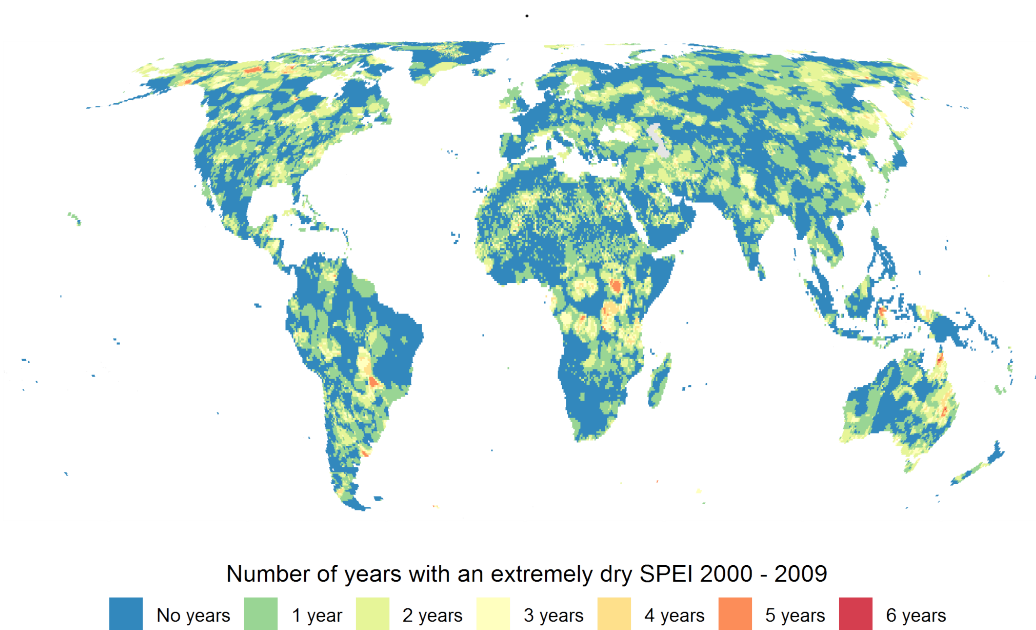 Number of years with an extremely dry SPEI 2000 - 2009
No years 1 year 2 years 3 years 4 years 5 years 6 years